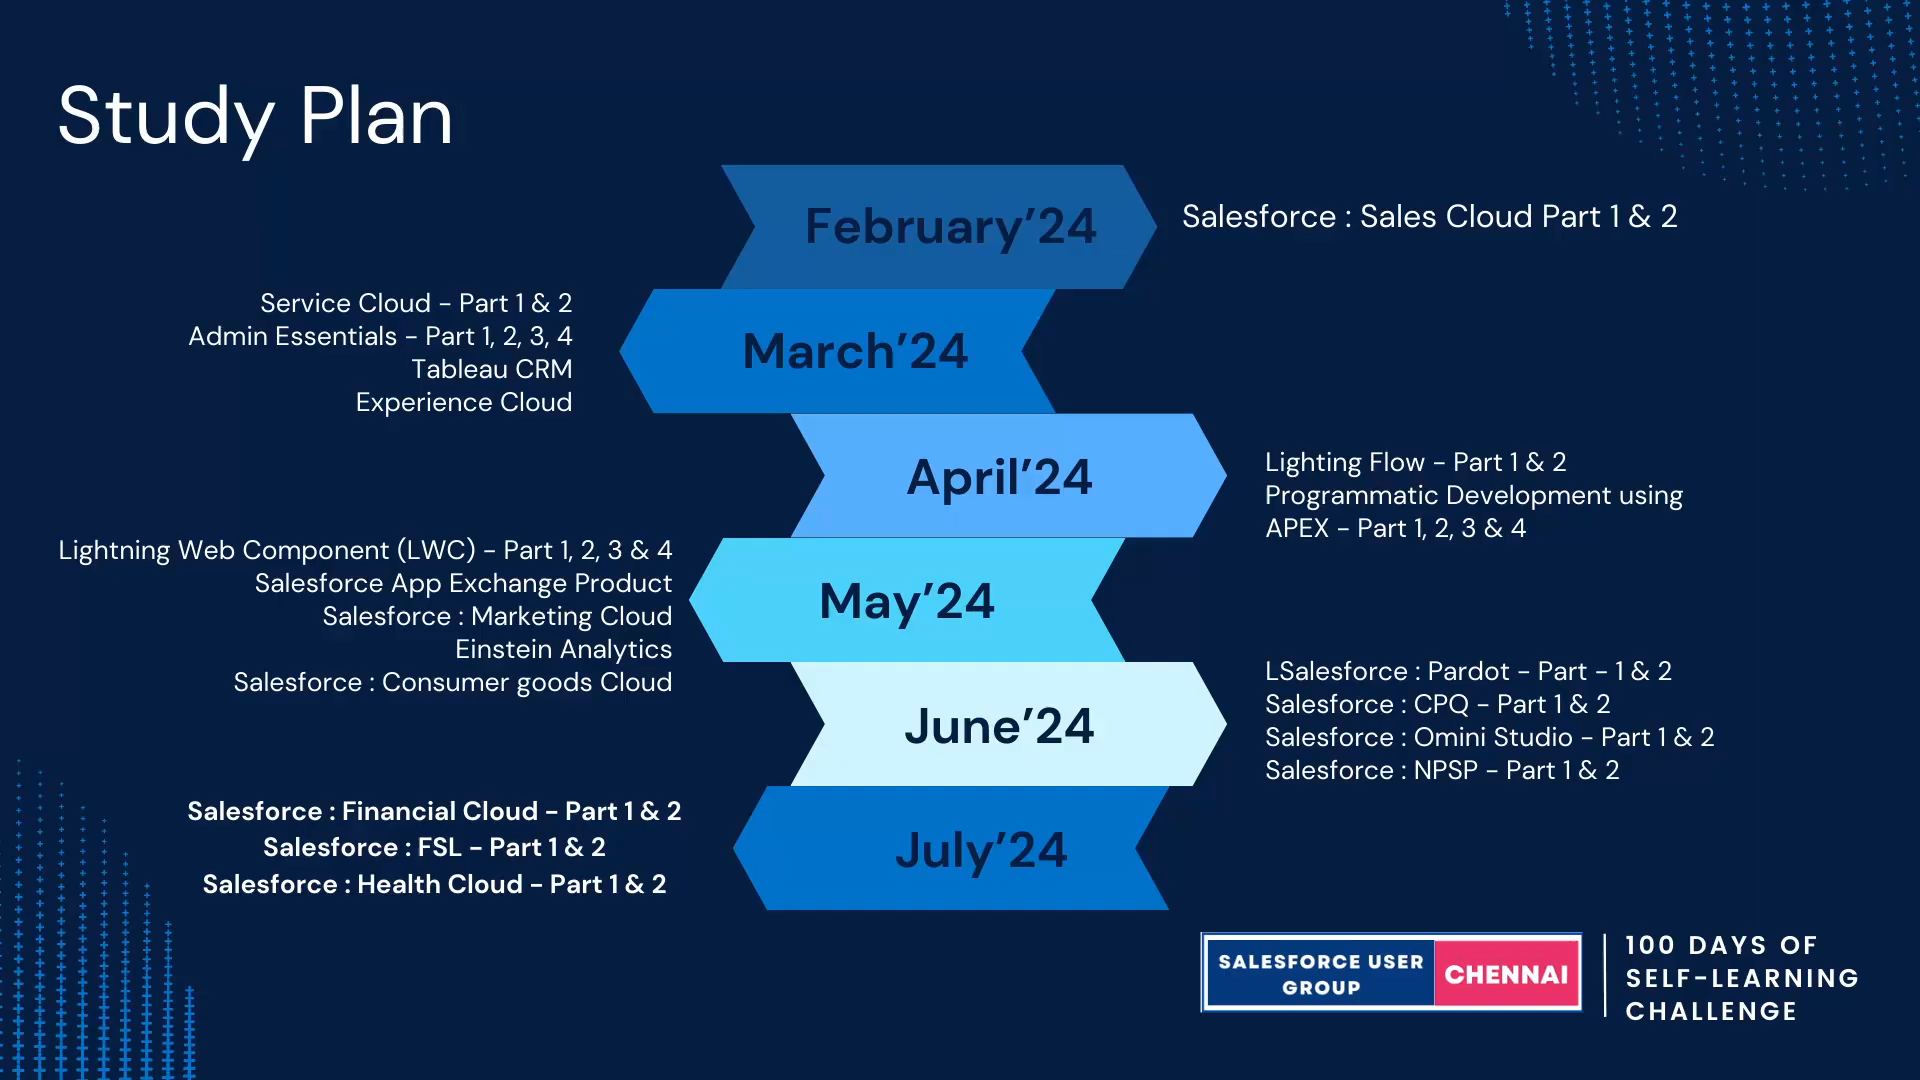 Study Plan
February’24
Salesforce : Sales Cloud Part 1 & 2
Service Cloud - Part 1 & 2
Admin Essentials - Part 1, 2, 3, 4
Tableau CRM
Experience Cloud
March’24
April’24
Lighting Flow - Part 1 & 2
Programmatic Development using
APEX - Part 1, 2, 3 & 4
Lightning Web Component (LWC) - Part 1, 2, 3 & 4
Salesforce App Exchange Product
Salesforce : Marketing Cloud
Einstein Analytics
Salesforce : Consumer goods Cloud
May’24
June’24
LSalesforce : Pardot - Part - 1 & 2
Salesforce : CPQ - Part 1 & 2
Salesforce : Omini Studio - Part 1 & 2
Salesforce : NPSP - Part 1 & 2
Salesforce : Financial Cloud - Part 1 & 2
Salesforce : FSL - Part 1 & 2
Salesforce : Health Cloud - Part 1 & 2
July’24
SALESFORCE USER
GROUP
CHENNAI
100 DAYS OF
SELF-LEARNING
CHALLENGE